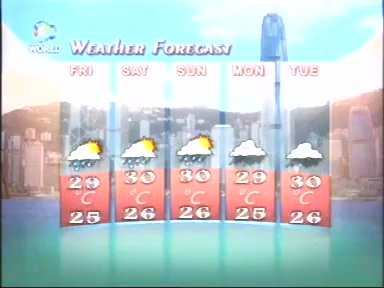 WORLD
WEATHER FORECAST
FRI SAT SUN MON TUE
29 30 30 29 30
°C °C °C °C °C
25 26 26 25 26